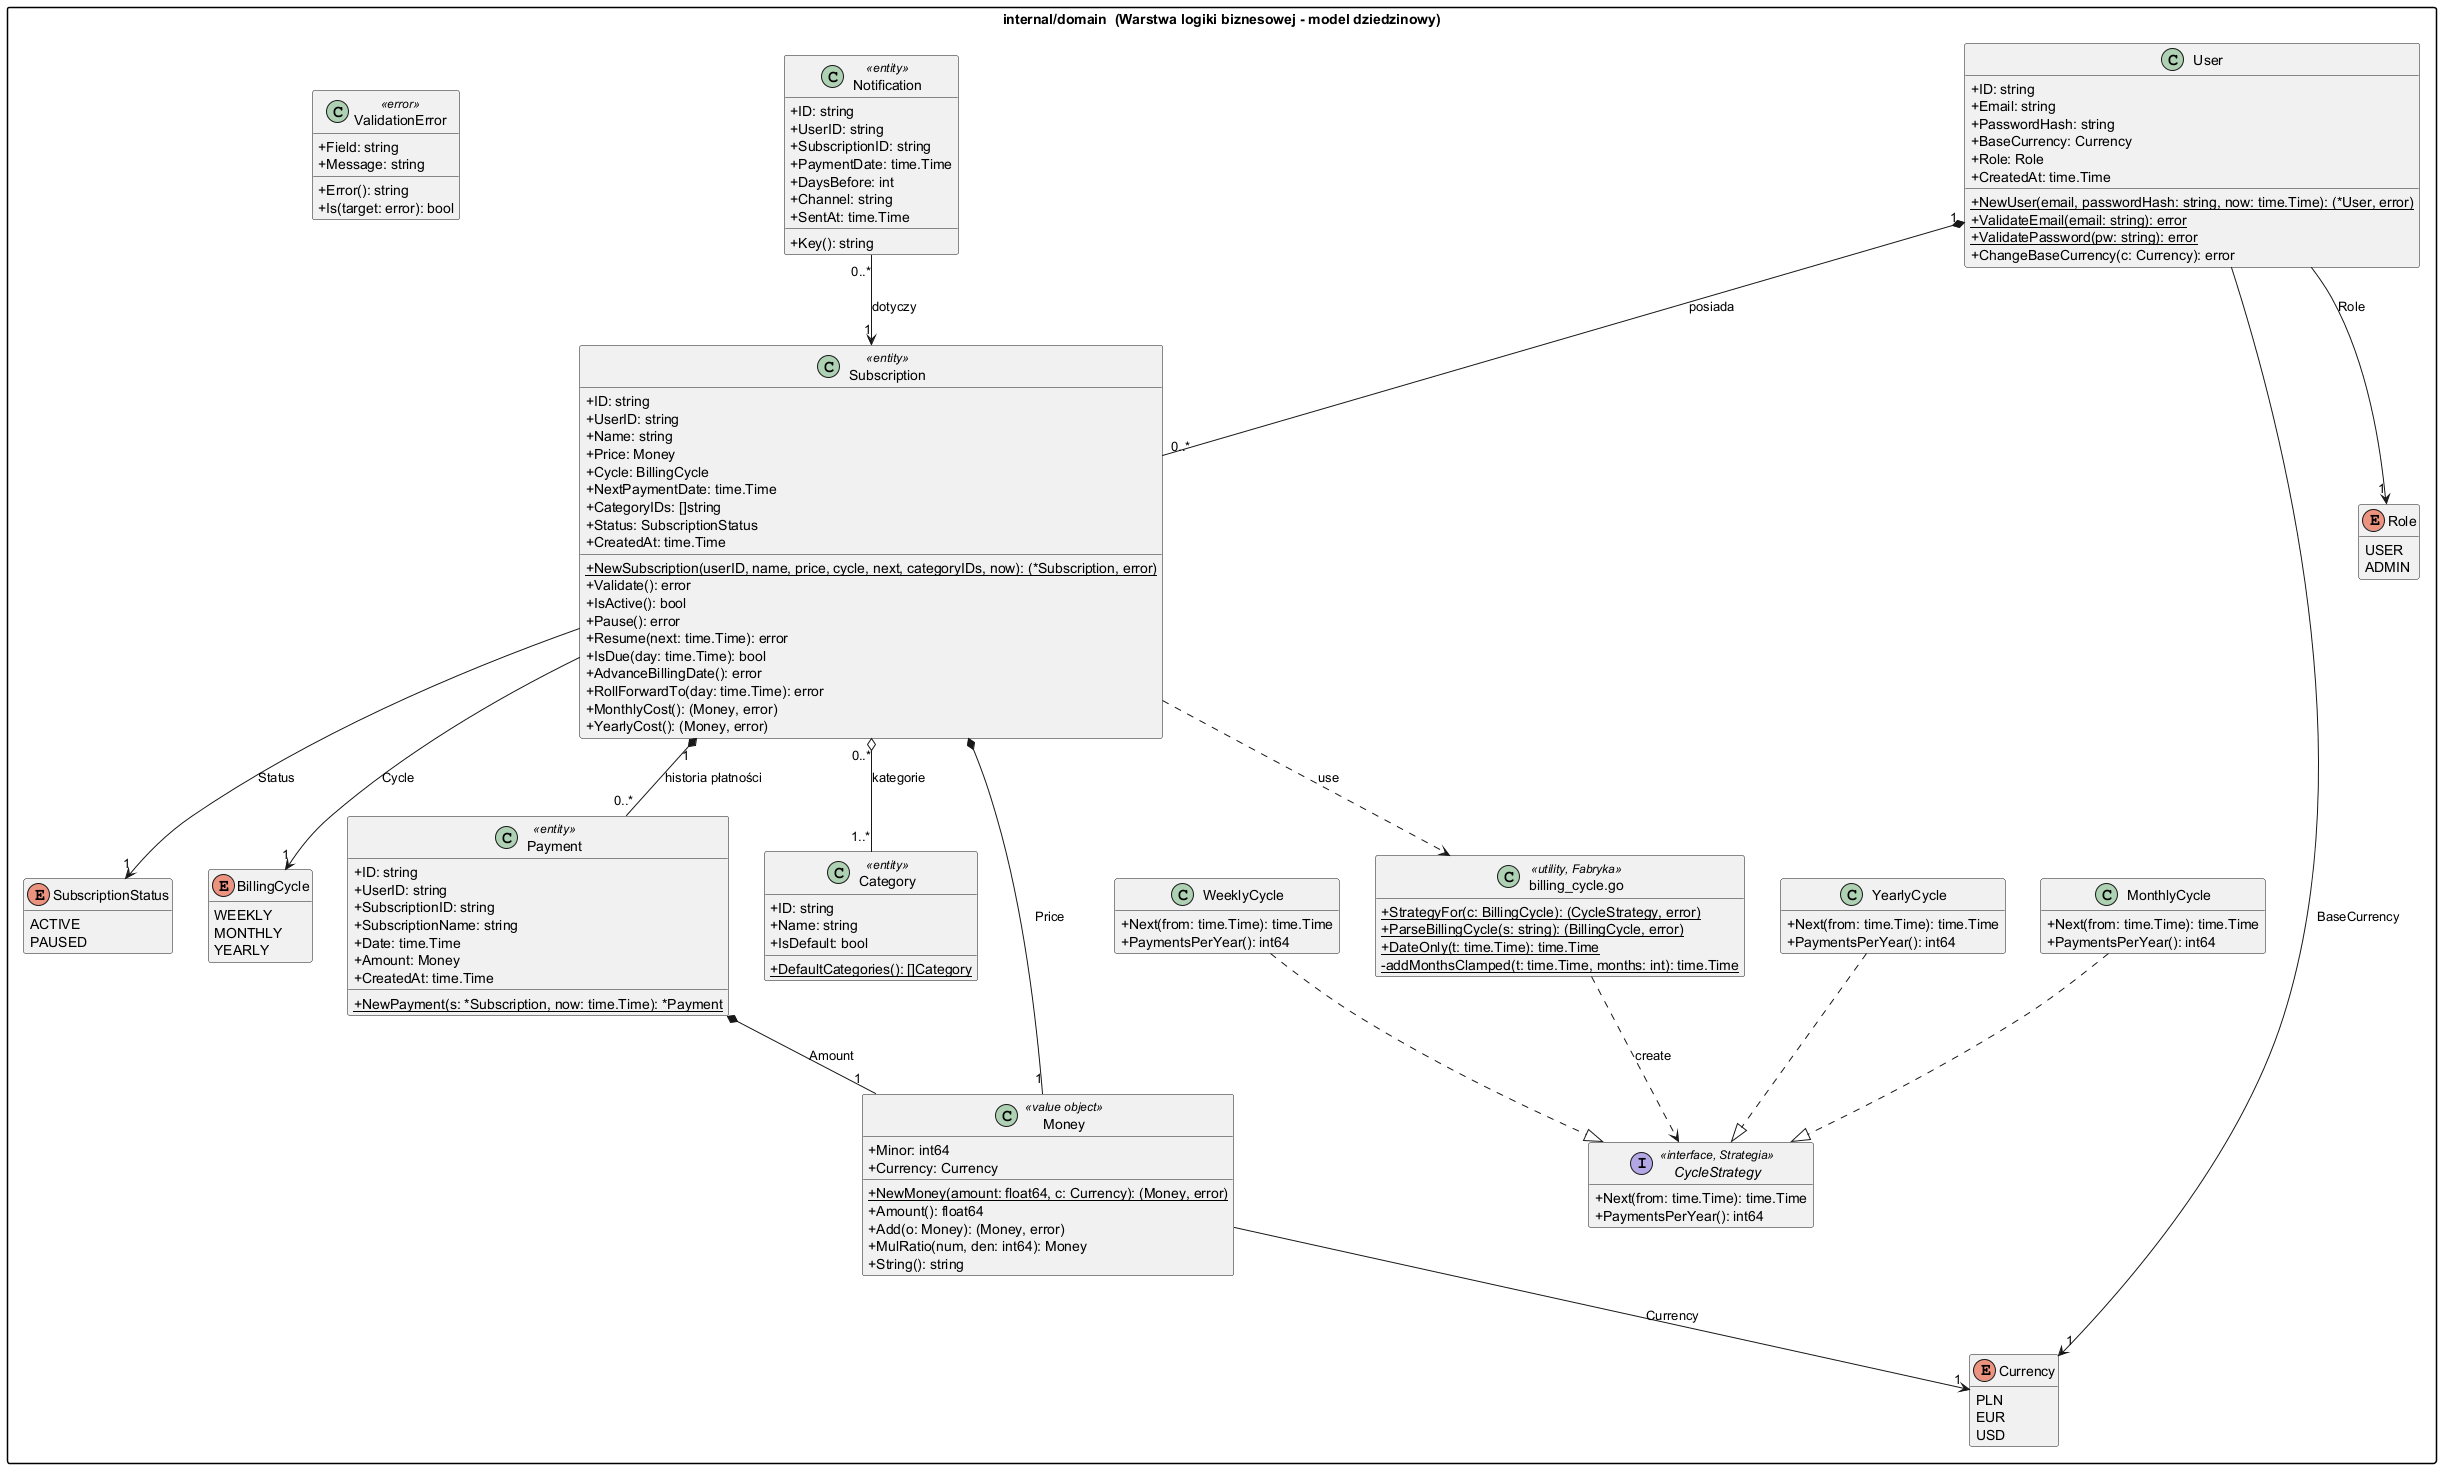 internal/domain  (Warstwa logiki biznesowej - model dziedzinowy)
«error»
ValidationError
+Field: string
+Message: string
+Error(): string
+Is(target: error): bool
«entity»
Notification
+ID: string
+UserID: string
+SubscriptionID: string
+PaymentDate: time.Time
+DaysBefore: int
+Channel: string
+SentAt: time.Time
+Key(): string
User
+ID: string
+Email: string
+PasswordHash: string
+BaseCurrency: Currency
+Role: Role
+CreatedAt: time.Time
+NewUser(email, passwordHash: string, now: time.Time): (*User, error)
+ValidateEmail(email: string): error
+ValidatePassword(pw: string): error
+ChangeBaseCurrency(c: Currency): error
1
0..*
dotyczy
1
posiada
0..*
Role
1
«entity»
Subscription
+ID: string
+UserID: string
+Name: string
+Price: Money
+Cycle: BillingCycle
+NextPaymentDate: time.Time
+CategoryIDs: []string
+Status: SubscriptionStatus
+CreatedAt: time.Time
+NewSubscription(userID, name, price, cycle, next, categoryIDs, now): (*Subscription, error)
+Validate(): error
+IsActive(): bool
+Pause(): error
+Resume(next: time.Time): error
+IsDue(day: time.Time): bool
+AdvanceBillingDate(): error
+RollForwardTo(day: time.Time): error
+MonthlyCost(): (Money, error)
+YearlyCost(): (Money, error)
Role
USER
ADMIN
Status
1
Cycle
1
1
historia płatności
0..*
0..*
kategorie
1..*
Price
1
use
BaseCurrency
1
SubscriptionStatus
ACTIVE
PAUSED
BillingCycle
WEEKLY
MONTHLY
YEARLY
«entity»
Payment
+ID: string
+UserID: string
+SubscriptionID: string
+SubscriptionName: string
+Date: time.Time
+Amount: Money
+CreatedAt: time.Time
+NewPayment(s: *Subscription, now: time.Time): *Payment
«entity»
Category
+ID: string
+Name: string
+IsDefault: bool
+DefaultCategories(): []Category
WeeklyCycle
+Next(from: time.Time): time.Time
+PaymentsPerYear(): int64
«utility, Fabryka»
billing_cycle.go
+StrategyFor(c: BillingCycle): (CycleStrategy, error)
+ParseBillingCycle(s: string): (BillingCycle, error)
+DateOnly(t: time.Time): time.Time
-addMonthsClamped(t: time.Time, months: int): time.Time
YearlyCycle
+Next(from: time.Time): time.Time
+PaymentsPerYear(): int64
MonthlyCycle
+Next(from: time.Time): time.Time
+PaymentsPerYear(): int64
Amount
1
create
«value object»
Money
+Minor: int64
+Currency: Currency
+NewMoney(amount: float64, c: Currency): (Money, error)
+Amount(): float64
+Add(o: Money): (Money, error)
+MulRatio(num, den: int64): Money
+String(): string
«interface, Strategia»
CycleStrategy
+Next(from: time.Time): time.Time
+PaymentsPerYear(): int64
Currency
1
Currency
PLN
EUR
USD